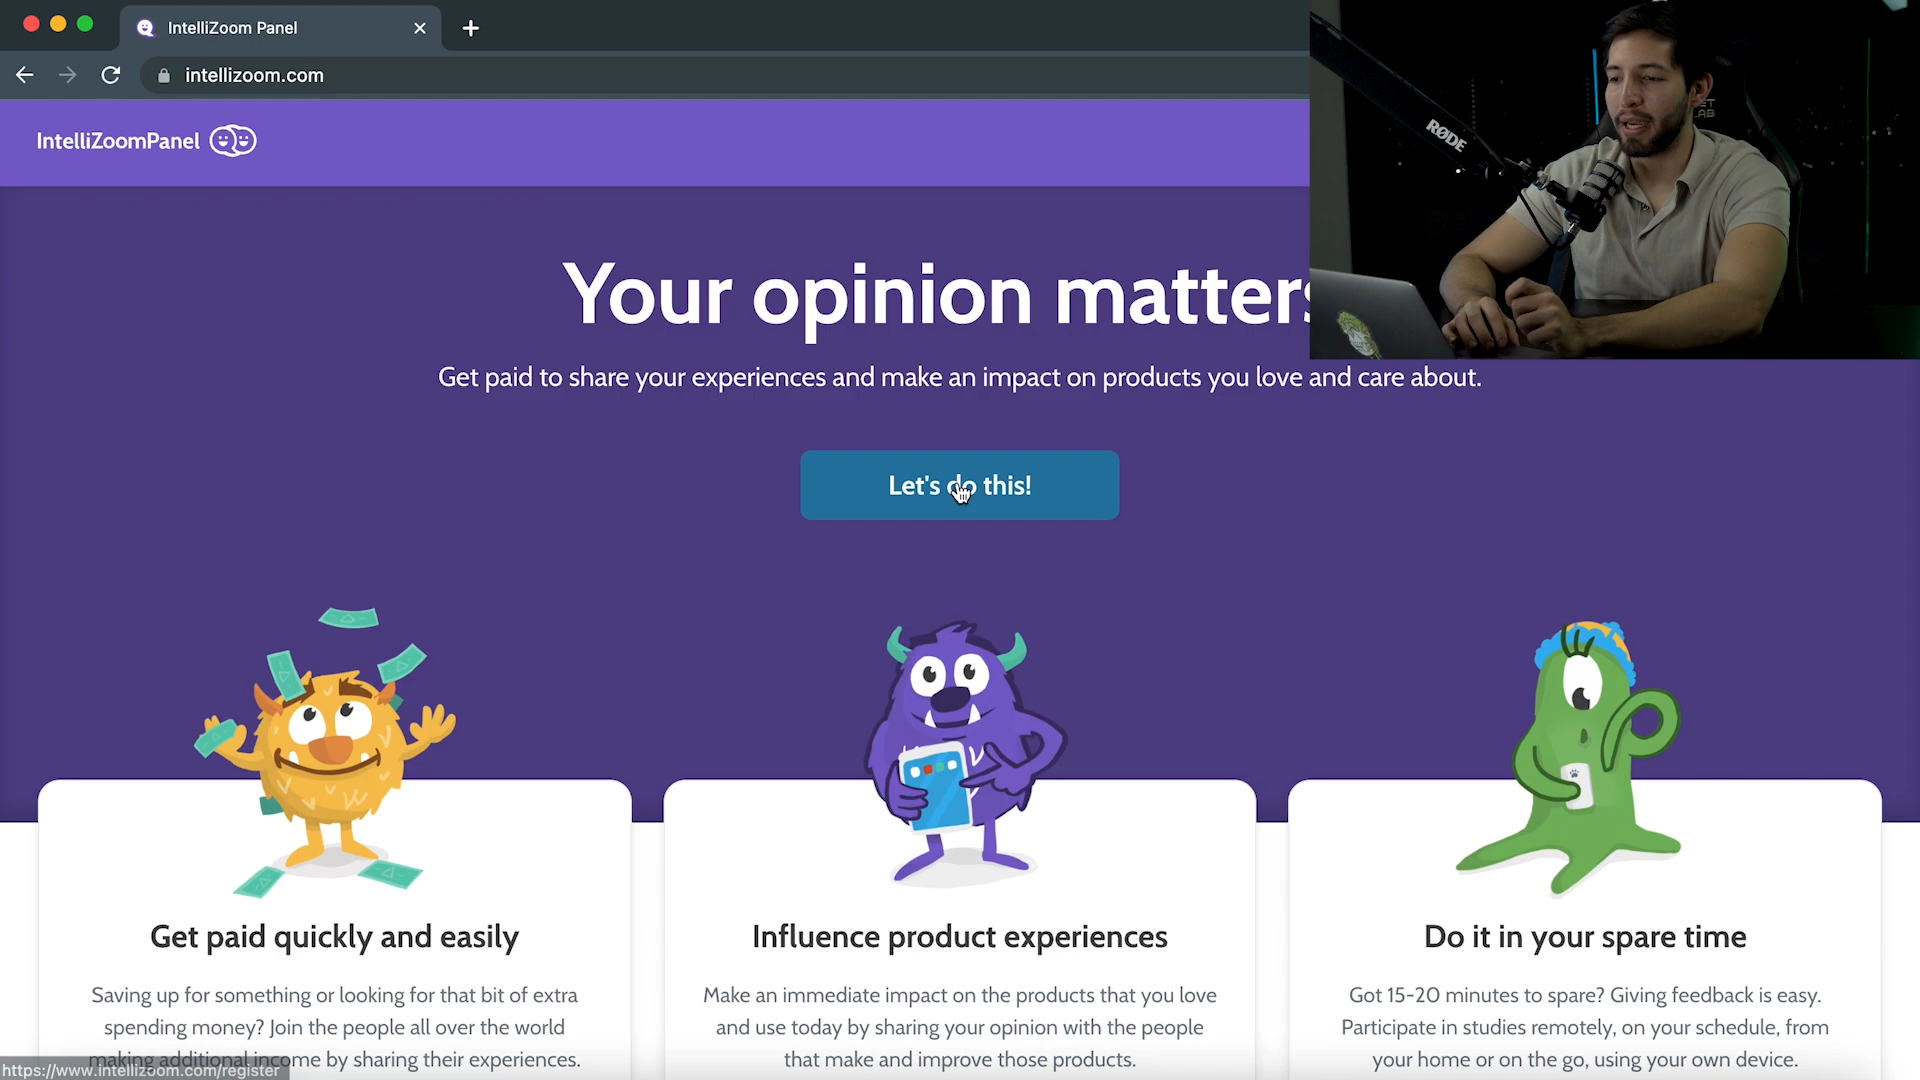 IntelliZoom Panel
intellizoom.com
IntelliZoomPanel
RØDE
Your opinion matters
Get paid to share your experiences and make an impact on products you love and care about.
Let's do this!
Get paid quickly and easily
Saving up for something or looking for that bit of extra
spending money? Join the people all over the world
making additional income by sharing their experiences.
Influence product experiences
Make an immediate impact on the products that you love
and use today by sharing your opinion with the people
that make and improve those products.
Do it in your spare time
Got 15-20 minutes to spare? Giving feedback is easy.
Participate in studies remotely, on your schedule, from
your home or on the go, using your own device.
https://www.intellizoom.com/register